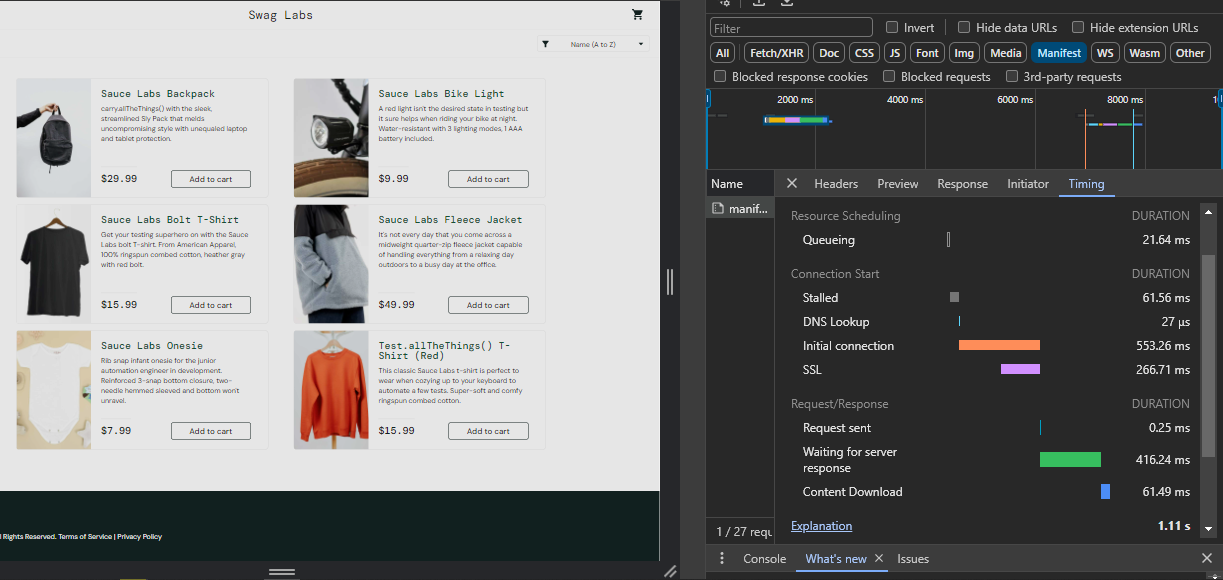 Swag Labs
Name (A to Z)
Sauce Labs Backpack
carry.allTheThings() with the sleek,
streamlined Sly Pack that melds
uncompromising style with unequaled laptop
and tablet protection.
$29.99
Add to cart
Sauce Labs Bike Light
A red light isn't the desired state in testing but
it sure helps when riding your bike at night.
Water-resistant with 3 lighting modes, 1 AAA
battery included.
$9.99
Add to cart
Sauce Labs Bolt T-Shirt
Get your testing superhero on with the Sauce
Labs bolt T-shirt. From American Apparel,
100% ringspun combed cotton, heather gray
with red bolt.
$15.99
Add to cart
Sauce Labs Fleece Jacket
It's not every day that you come across a
midweight quarter-zip fleece jacket capable
of handling everything from a relaxing day
outdoors to a busy day at the office.
$49.99
Add to cart
Sauce Labs Onesie
Rib snap infant onesie for the junior
automation engineer in development.
Reinforced 3-snap bottom closure, two-
needle hemmed sleeved and bottom won't
unravel.
$7.99
Add to cart
Test.allTheThings() T-
Shirt (Red)
This classic Sauce Labs t-shirt is perfect to
wear when cozying up to your keyboard to
automate a few tests. Super-soft and comfy
ringspun combed cotton.
$15.99
Add to cart
l Rights Reserved. Terms of Service | Privacy Policy
Filter
Invert
Hide data URLs
Hide extension URLs
All
Fetch/XHR
Doc
CSS
JS
Font
Img
Media
Manifest
WS
Wasm
Other
Blocked response cookies
Blocked requests
3rd-party requests
2000 ms
4000 ms
6000 ms
8000 ms
1
Name
Headers
Preview
Response
Initiator
Timing
manif...
Resource Scheduling DURATION
Queueing 21.64 ms
Connection Start DURATION
Stalled 61.56 ms
DNS Lookup 27 μs
Initial connection 553.26 ms
SSL 266.71 ms
Request/Response DURATION
Request sent 0.25 ms
Waiting for server
response 416.24 ms
Content Download 61.49 ms
Explanation 1.11 s
1 / 27 requ
Console
What's new
Issues